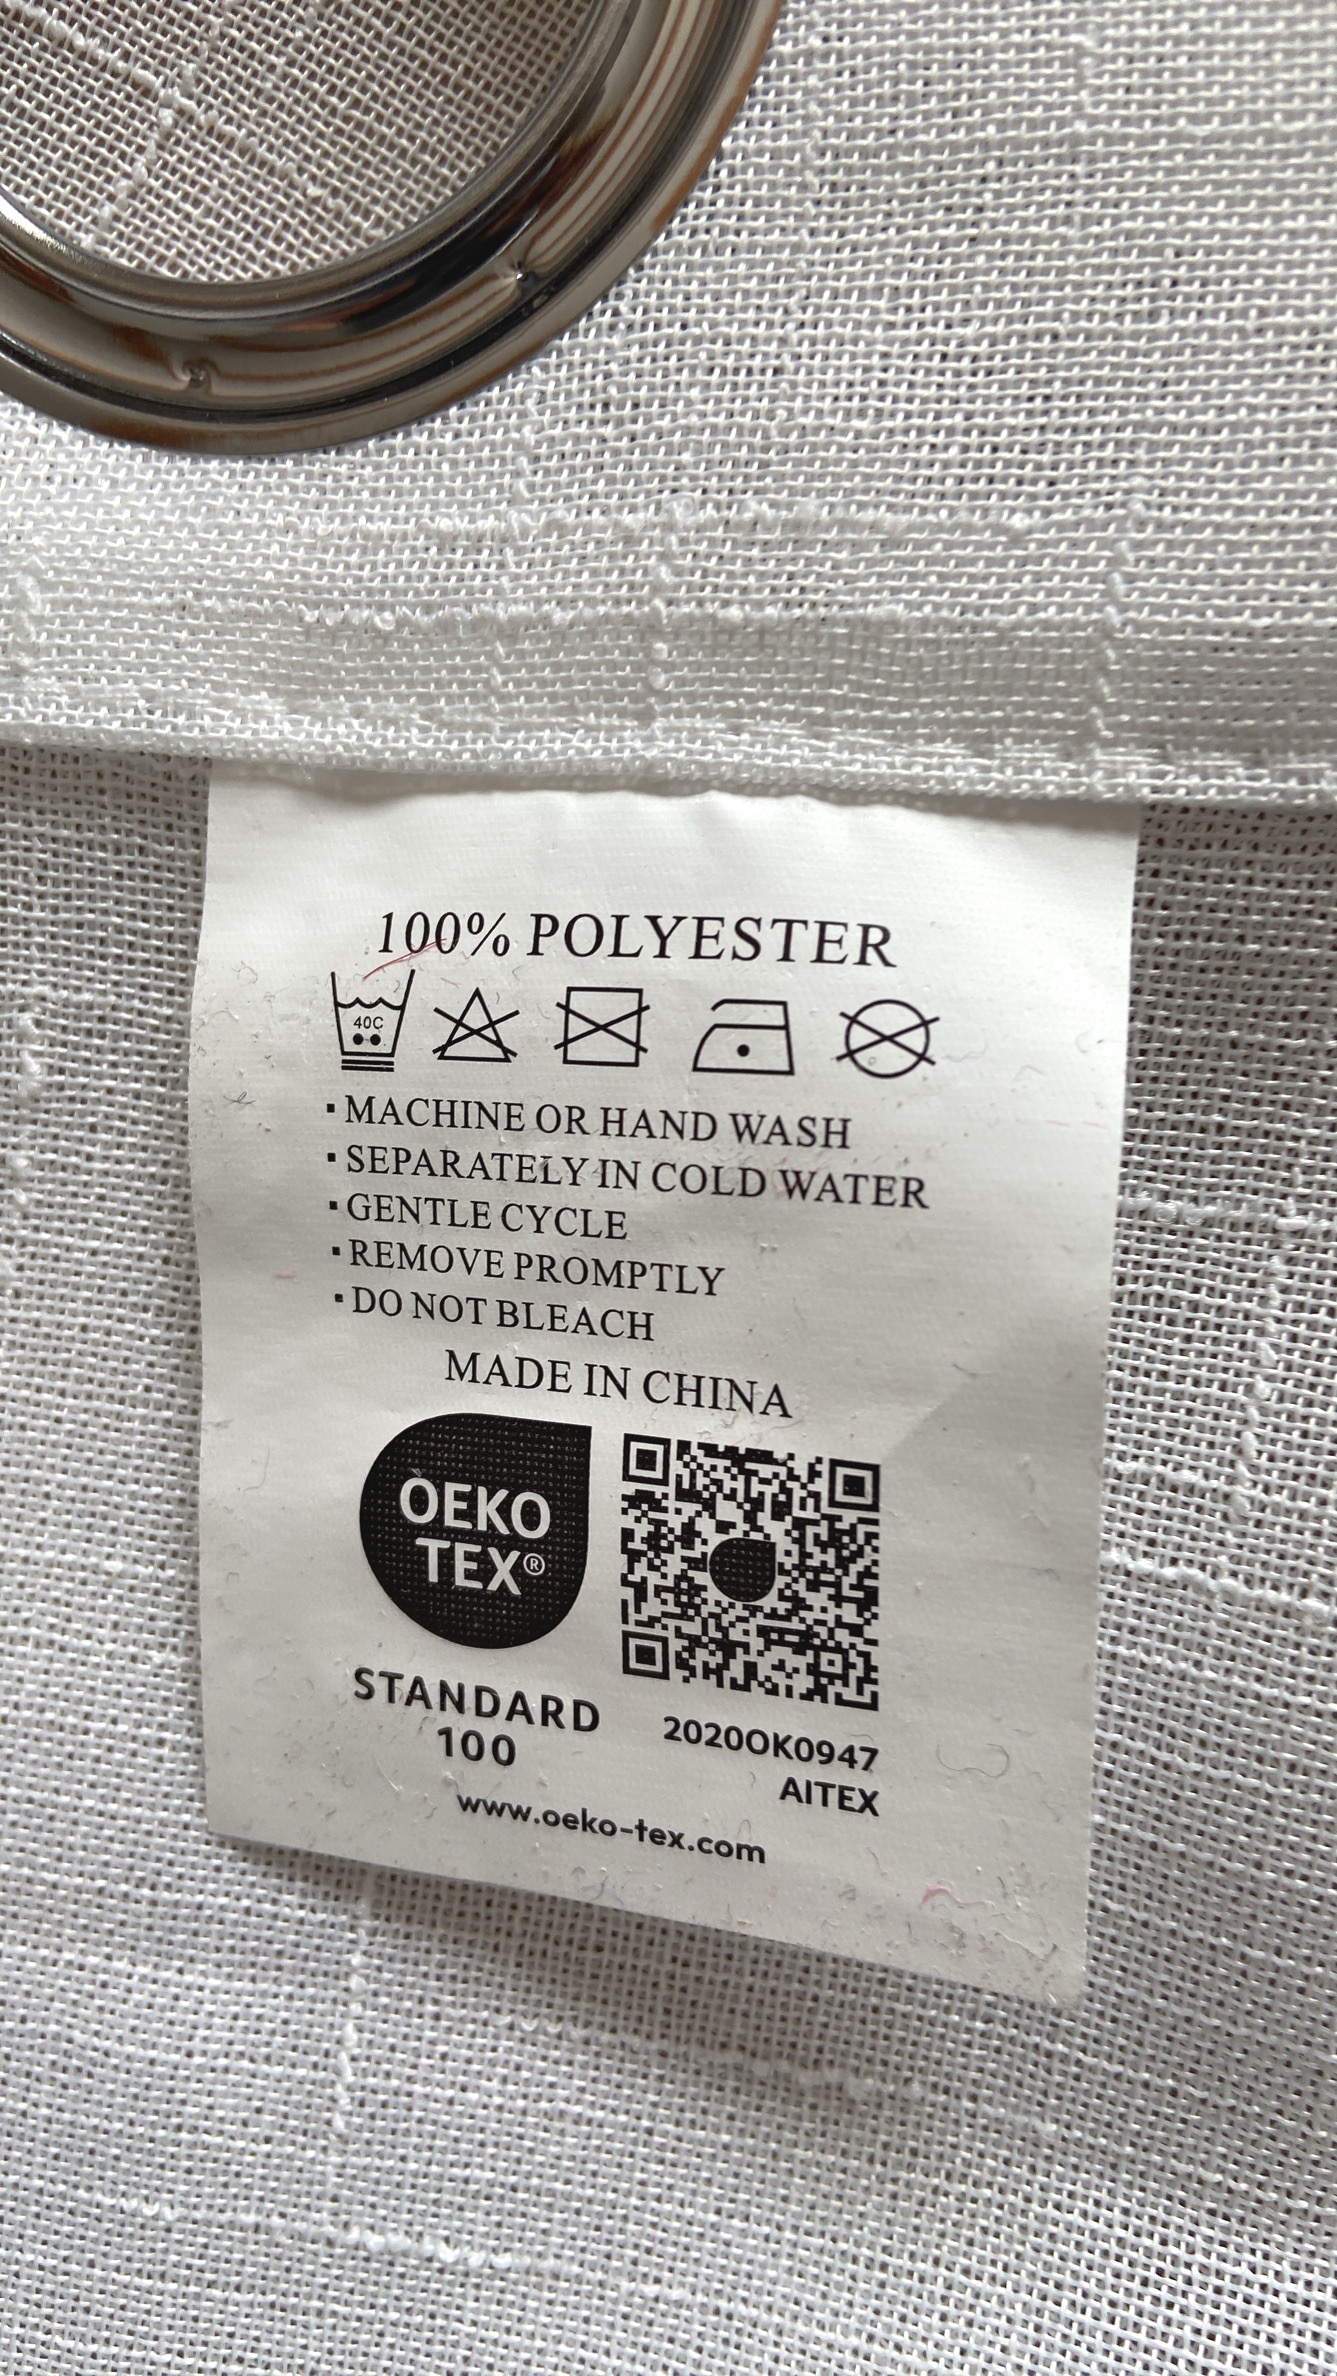 100% POLYESTER
40C
▪ MACHINE OR HAND WASH
▪ SEPARATELY IN COLD WATER
▪ GENTLE CYCLE
▪ REMOVE PROMPTLY
▪ DO NOT BLEACH
MADE IN CHINA
OEKO
TEX®
STANDARD
100
2020OK0947
AITEX
www.oeko-tex.com